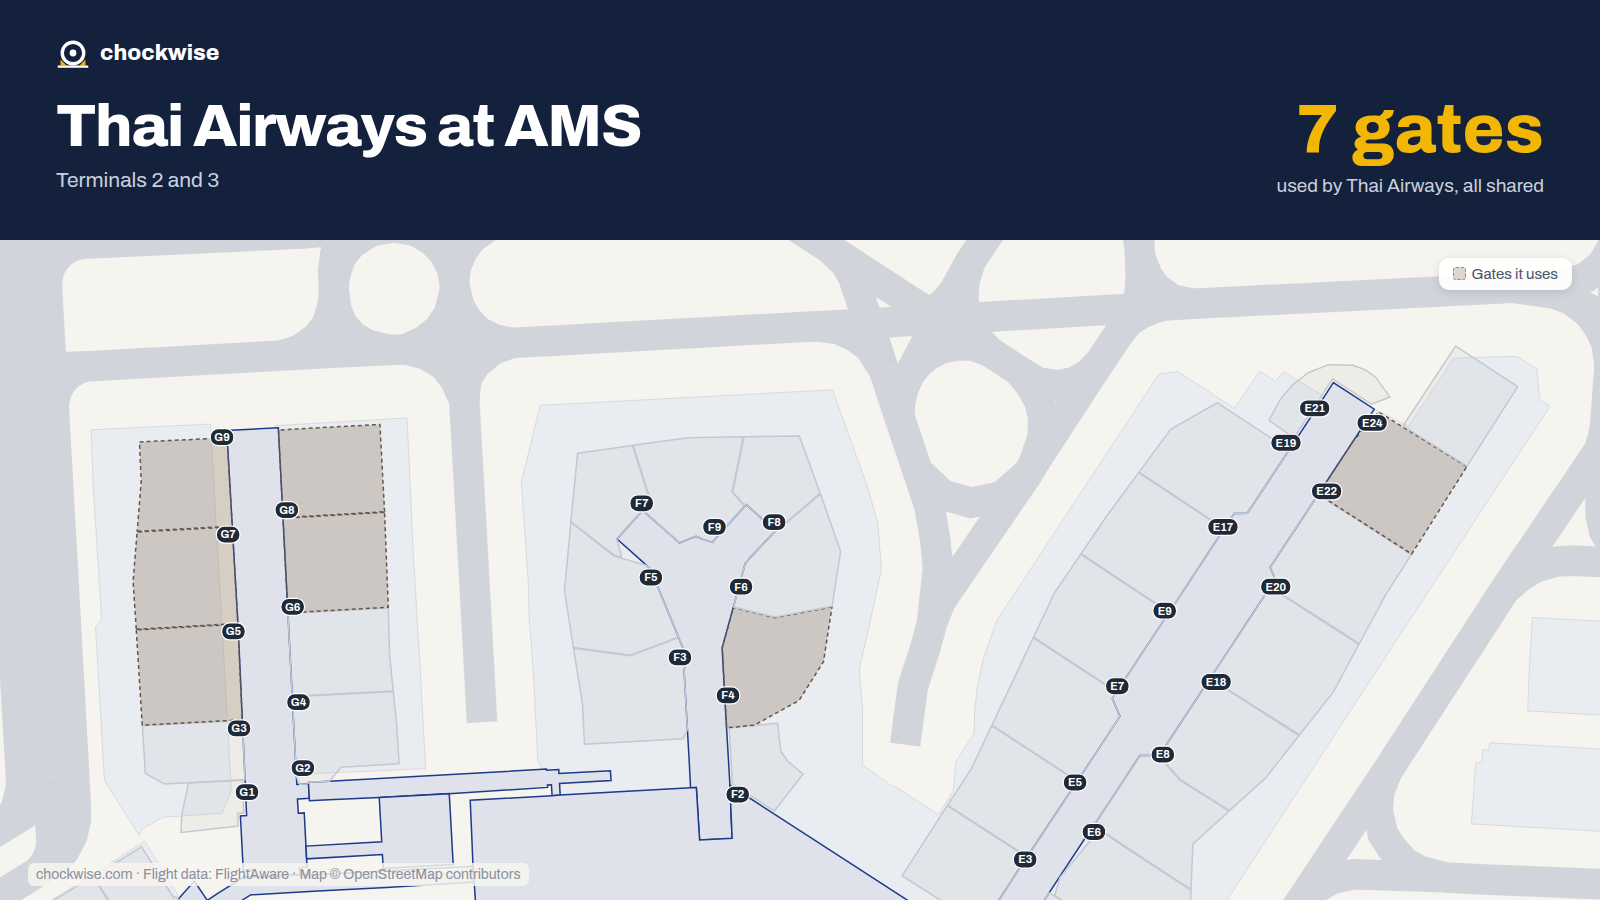 chockwise
Thai Airways at AMS
Terminals 2 and 3
7 gates
used by Thai Airways, all shared
Gates it uses
G9
G8
G7
G6
G5
G4
G3
G2
G1
F7
F9
F8
F5
F6
F3
F4
F2
E21
E24
E19
E22
E17
E20
E9
E18
E7
E8
E5
E6
E3
chockwise.com · Flight data: FlightAware · Map © OpenStreetMap contributors